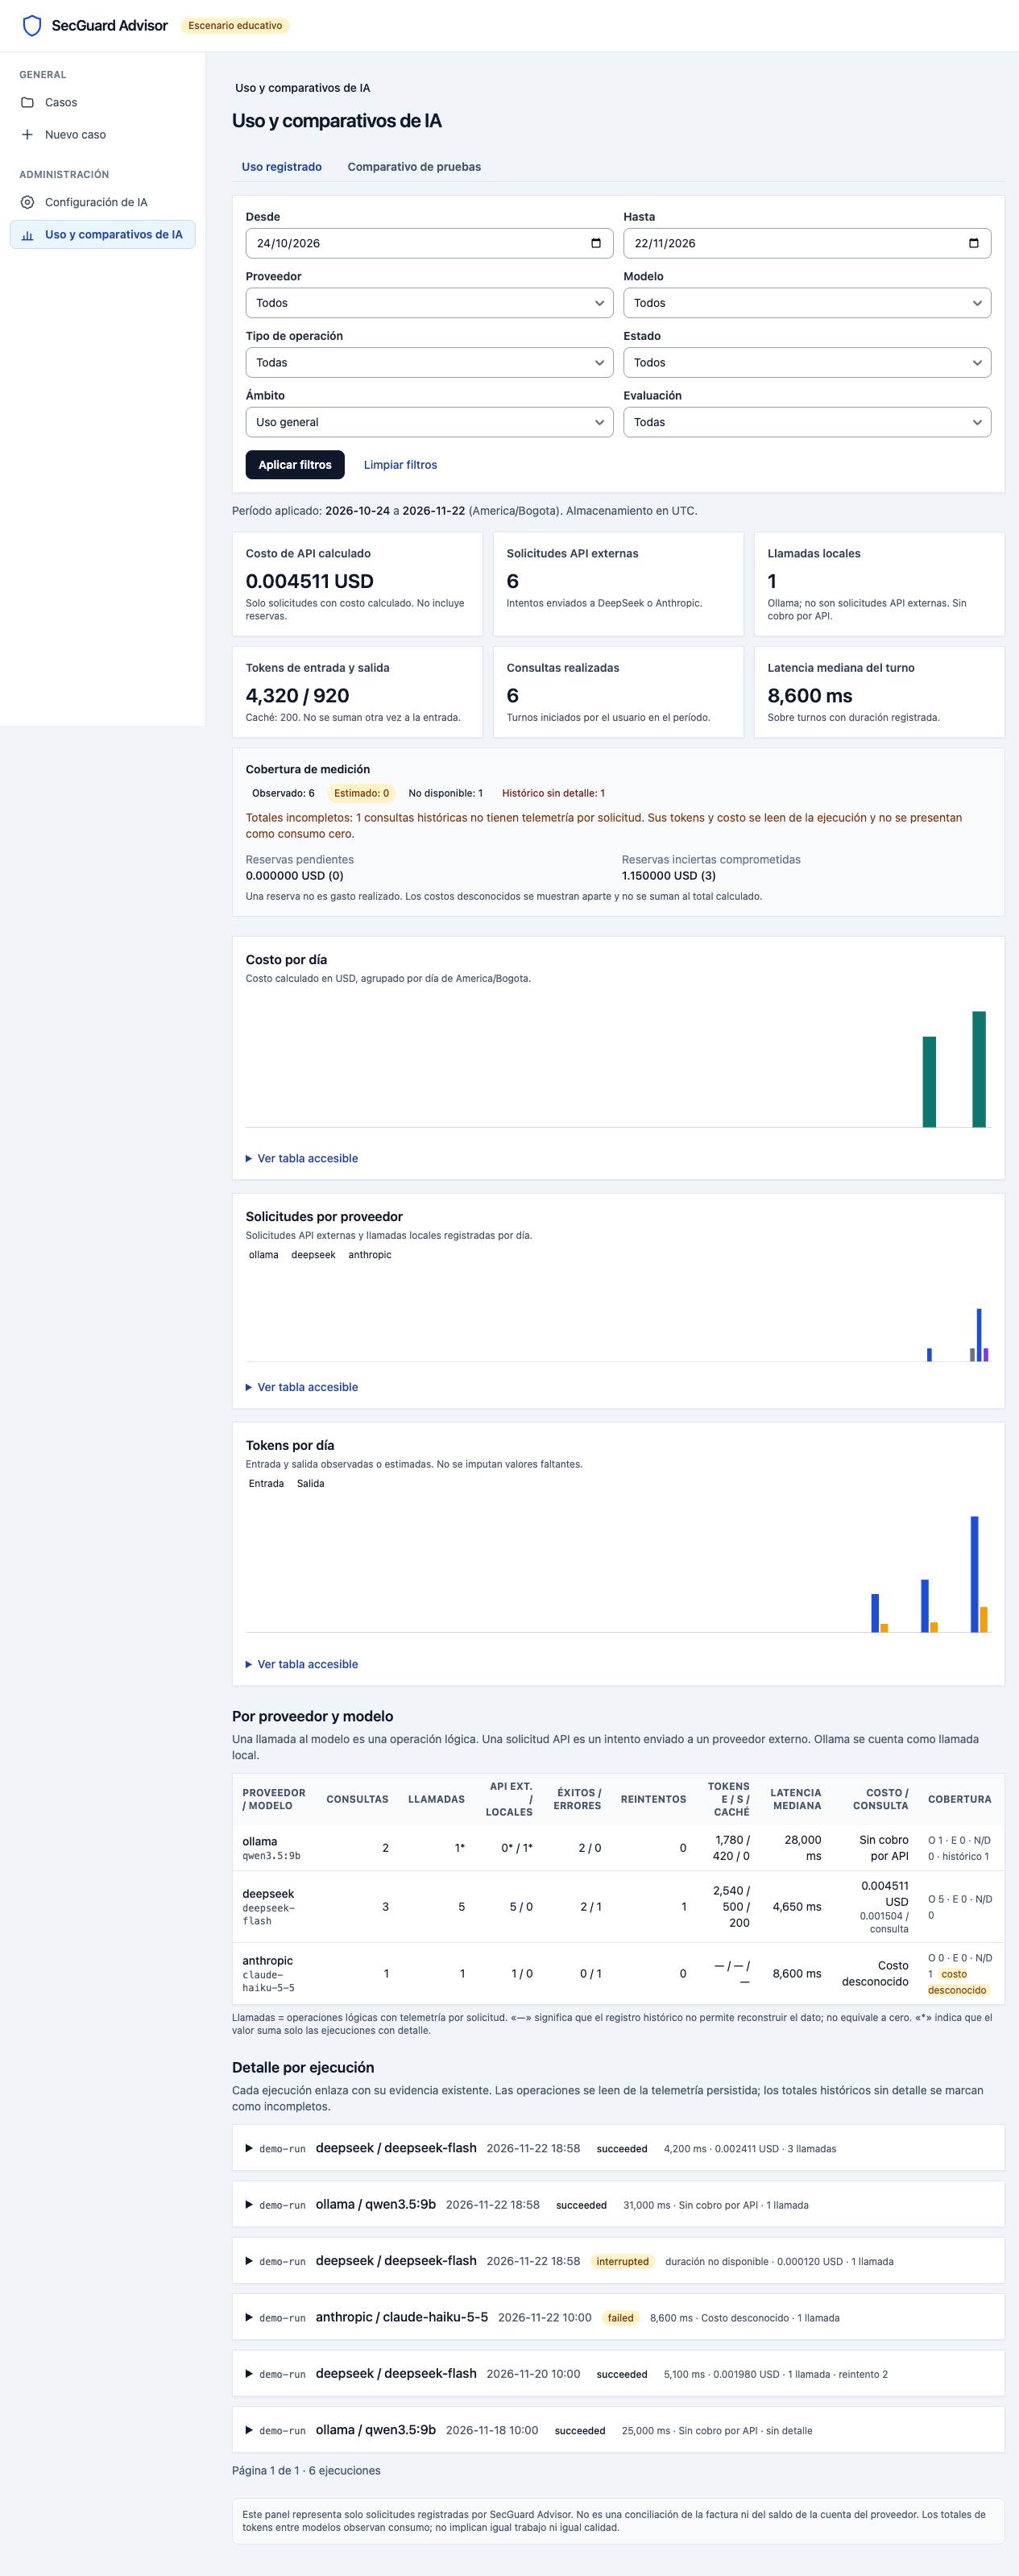 SecGuard Advisor
Escenario educativo
GENERAL
Casos
Nuevo caso
ADMINISTRACIÓN
Configuración de IA
Uso y comparativos de IA
Uso y comparativos de IA
Uso y comparativos de IA
Uso registrado
Comparativo de pruebas
Desde
Hasta
24/10/2026
22/11/2026
Proveedor
Modelo
Todos
Todos
Tipo de operación
Estado
Todas
Todos
Ámbito
Evaluación
Uso general
Todas
Aplicar filtros
Limpiar filtros
Período aplicado: 2026-10-24 a 2026-11-22 (America/Bogota). Almacenamiento en UTC.
Costo de API calculado
0.004511 USD
Solo solicitudes con costo calculado. No incluye
reservas.
Solicitudes API externas
6
Intentos enviados a DeepSeek o Anthropic.
Llamadas locales
1
Ollama; no son solicitudes API externas. Sin
cobro por API.
Tokens de entrada y salida
4,320 / 920
Caché: 200. No se suman otra vez a la entrada.
Consultas realizadas
6
Turnos iniciados por el usuario en el período.
Latencia mediana del turno
8,600 ms
Sobre turnos con duración registrada.
Cobertura de medición
Observado: 6
Estimado: 0
No disponible: 1
Histórico sin detalle: 1
Totales incompletos: 1 consultas históricas no tienen telemetría por solicitud. Sus tokens y costo se leen de la ejecución y no se presentan
como consumo cero.
Reservas pendientes
0.000000 USD (0)
Reservas inciertas comprometidas
1.150000 USD (3)
Una reserva no es gasto realizado. Los costos desconocidos se muestran aparte y no se suman al total calculado.
Costo por día
Costo calculado en USD, agrupado por día de America/Bogota.
▶ Ver tabla accesible
Solicitudes por proveedor
Solicitudes API externas y llamadas locales registradas por día.
ollama deepseek anthropic
▶ Ver tabla accesible
Tokens por día
Entrada y salida observadas o estimadas. No se imputan valores faltantes.
Entrada Salida
▶ Ver tabla accesible
Por proveedor y modelo
Una llamada al modelo es una operación lógica. Una solicitud API es un intento enviado a un proveedor externo. Ollama se cuenta como llamada
local.
PROVEEDOR
/ MODELO
CONSULTAS
LLAMADAS
API EXT.
/
LOCALES
ÉXITOS /
ERRORES
REINTENTOS
TOKENS
E / S /
CACHÉ
LATENCIA
MEDIANA
COSTO /
CONSULTA
COBERTURA
ollama
qwen3.5:9b
2
1*
0* / 1*
2 / 0
0
1,780 /
420 / 0
28,000
ms
Sin cobro
por API
O 1 · E 0 · N/D
0 · histórico 1
deepseek
deepseek-
flash
3
5
5 / 0
2 / 1
1
2,540 /
500 /
200
4,650 ms
0.004511
USD
0.001504 /
consulta
O 5 · E 0 · N/D
0
anthropic
claude-
haiku-5-5
1
1
1 / 0
0 / 1
0
— / — /
—
8,600 ms
Costo
desconocido
O 0 · E 0 · N/D
1 costo
desconocido
Llamadas = operaciones lógicas con telemetría por solicitud. «—» significa que el registro histórico no permite reconstruir el dato; no equivale a cero. «*» indica que el
valor suma solo las ejecuciones con detalle.
Detalle por ejecución
Cada ejecución enlaza con su evidencia existente. Las operaciones se leen de la telemetría persistida; los totales históricos sin detalle se marcan
como incompletos.
▶ demo-run deepseek / deepseek-flash 2026-11-22 18:58 succeeded 4,200 ms · 0.002411 USD · 3 llamadas
▶ demo-run ollama / qwen3.5:9b 2026-11-22 18:58 succeeded 31,000 ms · Sin cobro por API · 1 llamada
▶ demo-run deepseek / deepseek-flash 2026-11-22 18:58 interrupted duración no disponible · 0.000120 USD · 1 llamada
▶ demo-run anthropic / claude-haiku-5-5 2026-11-22 10:00 failed 8,600 ms · Costo desconocido · 1 llamada
▶ demo-run deepseek / deepseek-flash 2026-11-20 10:00 succeeded 5,100 ms · 0.001980 USD · 1 llamada · reintento 2
▶ demo-run ollama / qwen3.5:9b 2026-11-18 10:00 succeeded 25,000 ms · Sin cobro por API · sin detalle
Página 1 de 1 · 6 ejecuciones
Este panel representa solo solicitudes registradas por SecGuard Advisor. No es una conciliación de la factura ni del saldo de la cuenta del proveedor. Los totales de
tokens entre modelos observan consumo; no implican igual trabajo ni igual calidad.